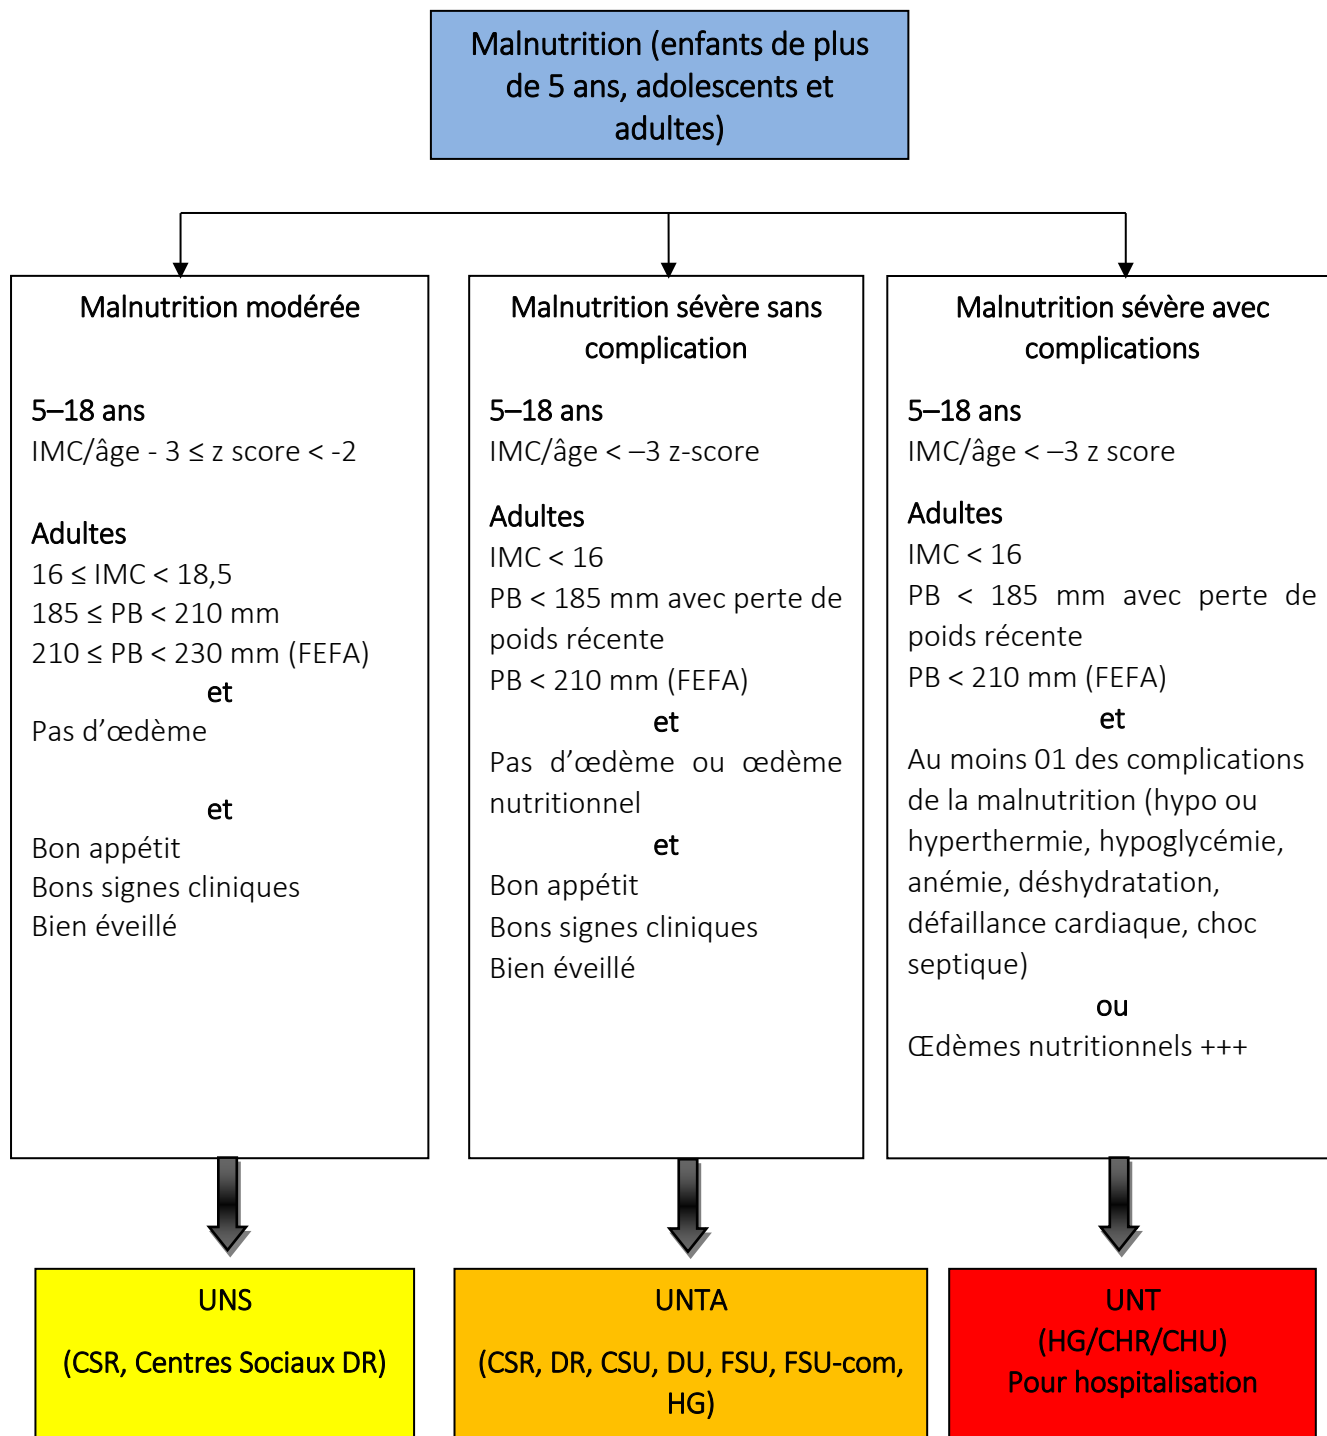 Malnutrition (enfants de plus
de 5 ans, adolescents et
adultes)
Malnutrition modérée
5–18 ans
IMC/âge - 3 ≤ z score < -2
Adultes
16 ≤ IMC < 18,5
185 ≤ PB < 210 mm
210 ≤ PB < 230 mm (FEFA)
et
Pas d’œdème
et
Bon appétit
Bons signes cliniques
Bien éveillé
Malnutrition sévère sans
complication
5–18 ans
IMC/âge < –3 z-score
Adultes
IMC < 16
PB < 185 mm avec perte de
poids récente
PB < 210 mm (FEFA)
et
Pas d’œdème ou œdème
nutritionnel
et
Bon appétit
Bons signes cliniques
Bien éveillé
Malnutrition sévère avec
complications
5–18 ans
IMC/âge < –3 z score
Adultes
IMC < 16
PB < 185 mm avec perte de
poids récente
PB < 210 mm (FEFA)
et
Au moins 01 des complications
de la malnutrition (hypo ou
hyperthermie, hypoglycémie,
anémie, déshydratation,
défaillance cardiaque, choc
septique)
ou
Œdèmes nutritionnels +++
UNS
(CSR, Centres Sociaux DR)
UNTA
(CSR, DR, CSU, DU, FSU, FSU-com,
HG)
UNT
(HG/CHR/CHU)
Pour hospitalisation